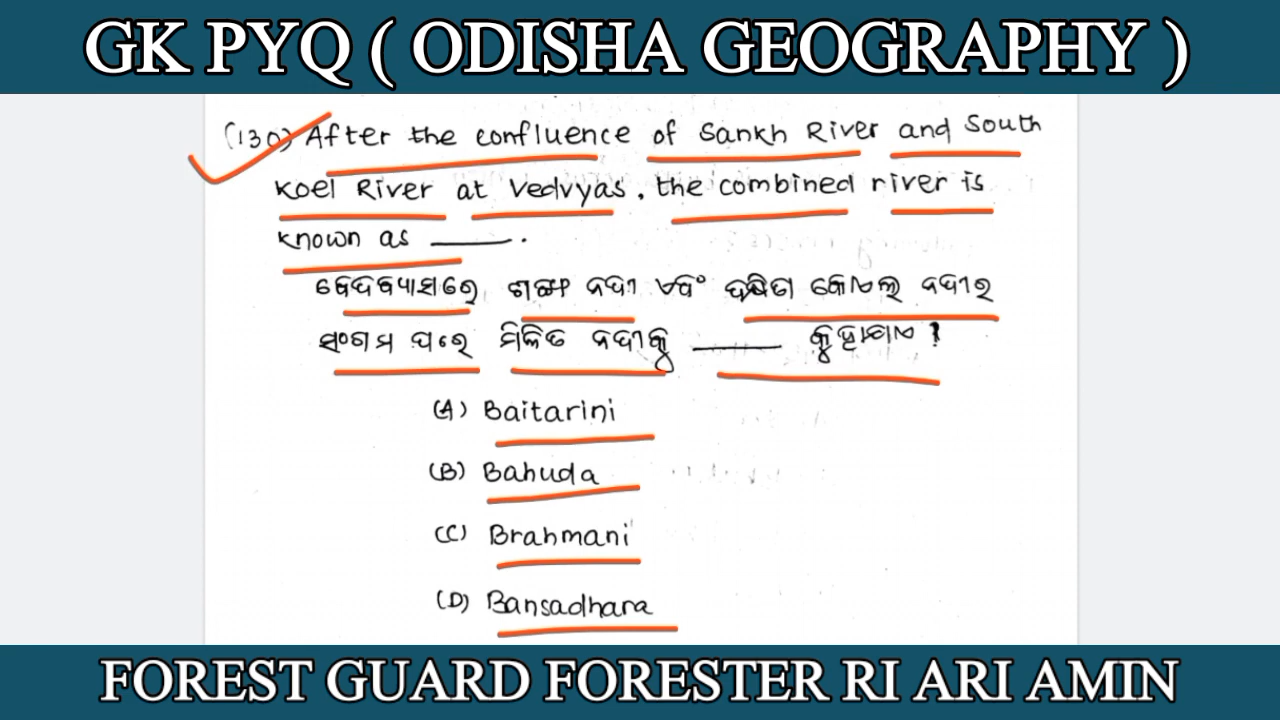 GK PYQ ( ODISHA GEOGRAPHY )
(130) After the confluence of Sankh River and South
Koel River at Vedvyas, the combined river is
known as ______.
ବେଦବ୍ୟାସରେ ଶଙ୍ଖ ନଦୀ ଏବଂ ଦକ୍ଷିଣ କୋଏଲ ନଦୀର
ସଂଗମ ପରେ ମିଳିତ ନଦୀକୁ ______ କୁହାଯାଏ ?
(A) Baitarini
(B) Bahuda
(C) Brahmani
(D) Bansadhara
FOREST GUARD FORESTER RI ARI AMIN